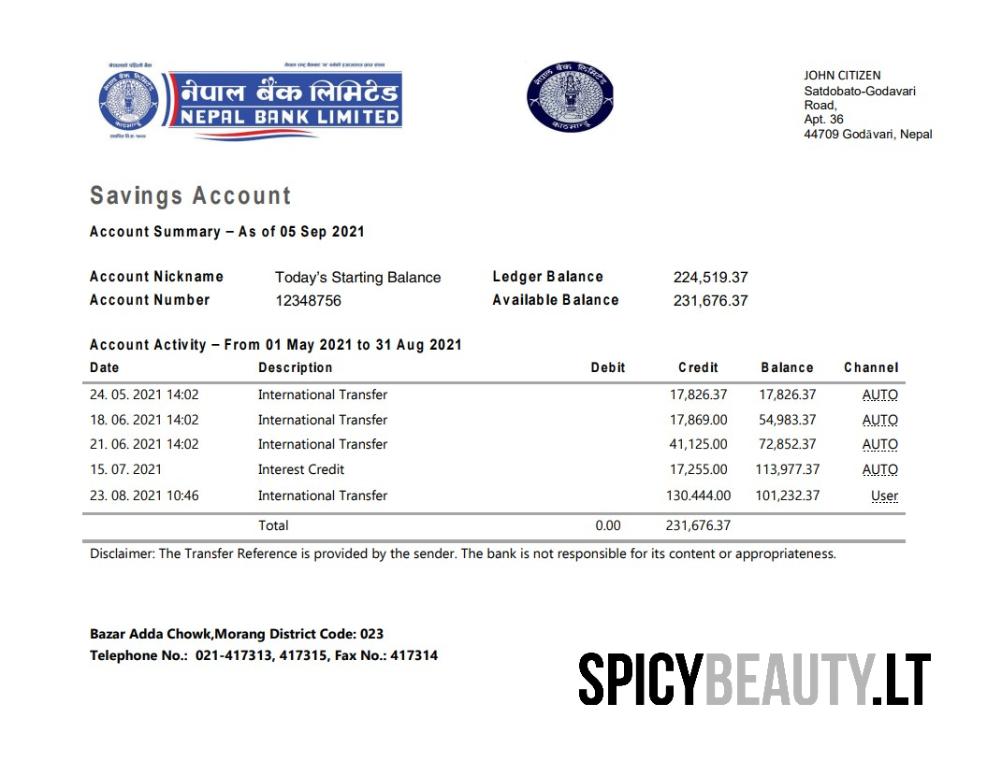 नेपाल बैंक लिमिटेड
NEPAL BANK LIMITED
नेपाल बैंक लिमिटेड
काठमान्डु
JOHN CITIZEN
Satdobato-Godavari
Road,
Apt. 36
44709 Godāvari, Nepal
Savings Account
Account Summary – As of 05 Sep 2021
Account Nickname Today's Starting Balance Ledger Balance 224,519.37
Account Number 12348756 Available Balance 231,676.37
Account Activity – From 01 May 2021 to 31 Aug 2021
Date Description Debit Credit Balance Channel
24. 05. 2021 14:02 International Transfer 17,826.37 17,826.37 AUTO
18. 06. 2021 14:02 International Transfer 17,869.00 54,983.37 AUTO
21. 06. 2021 14:02 International Transfer 41,125.00 72,852.37 AUTO
15. 07. 2021 Interest Credit 17,255.00 113,977.37 AUTO
23. 08. 2021 10:46 International Transfer 130.444.00 101,232.37 User
Total 0.00 231,676.37
Disclaimer: The Transfer Reference is provided by the sender. The bank is not responsible for its content or appropriateness.
Bazar Adda Chowk,Morang District Code: 023
Telephone No.: 021-417313, 417315, Fax No.: 417314
SPICYBEAUTY.LT